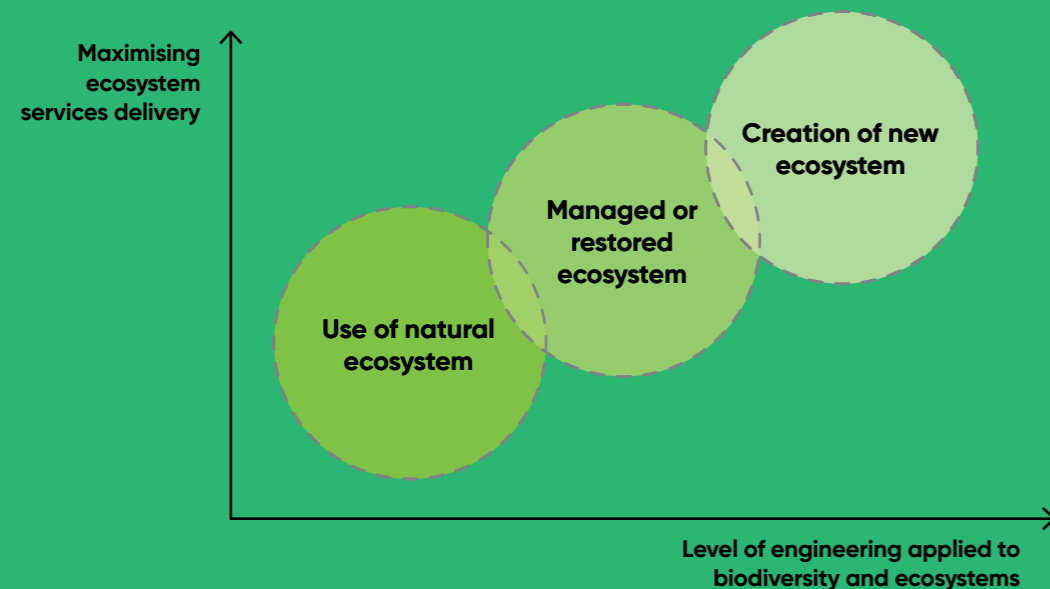 Maximising
ecosystem
services delivery
Creation of new
ecosystem
Managed or
restored
ecosystem
Use of natural
ecosystem
Level of engineering applied to
biodiversity and ecosystems